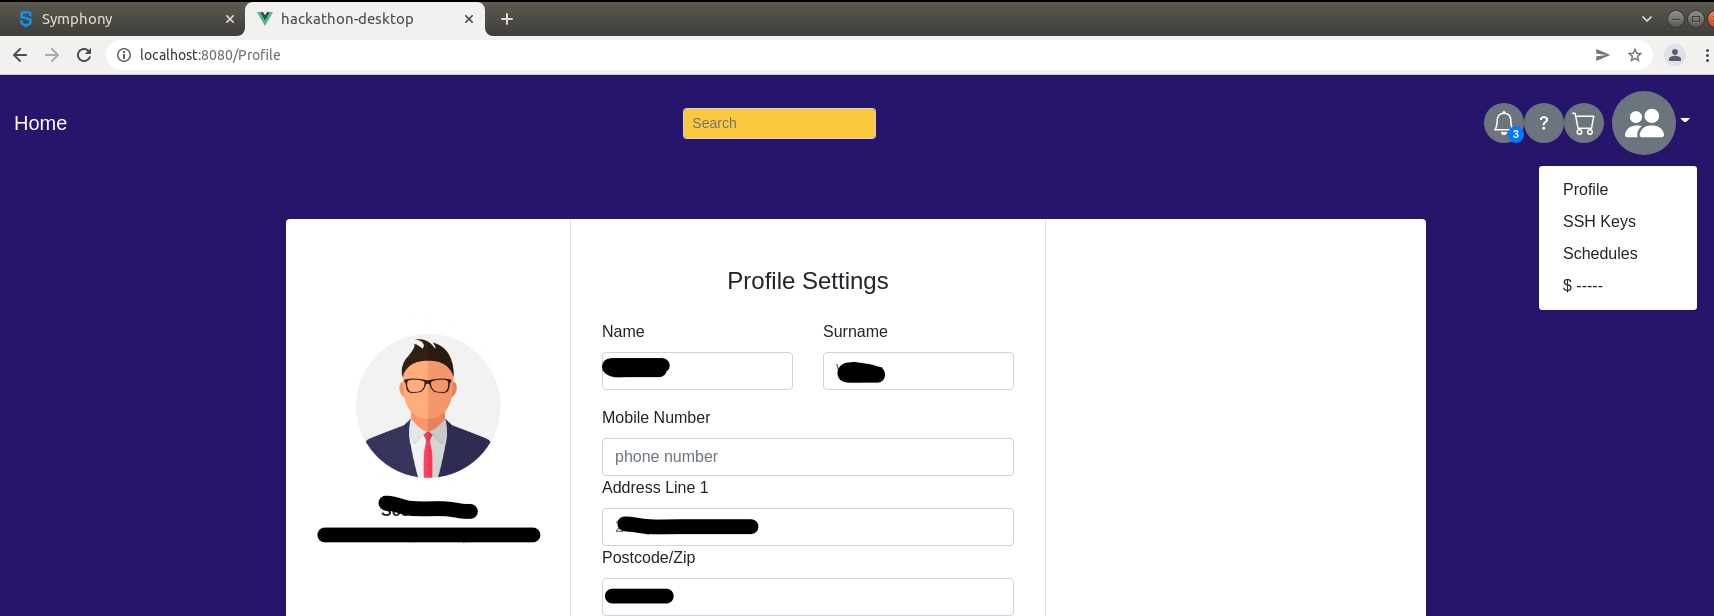 Symphony
hackathon-desktop
localhost:8080/Profile
Home
Search
3
?
Profile
SSH Keys
Schedules
$ -----
Profile Settings
Name
Surname
Mobile Number
phone number
Address Line 1
Postcode/Zip